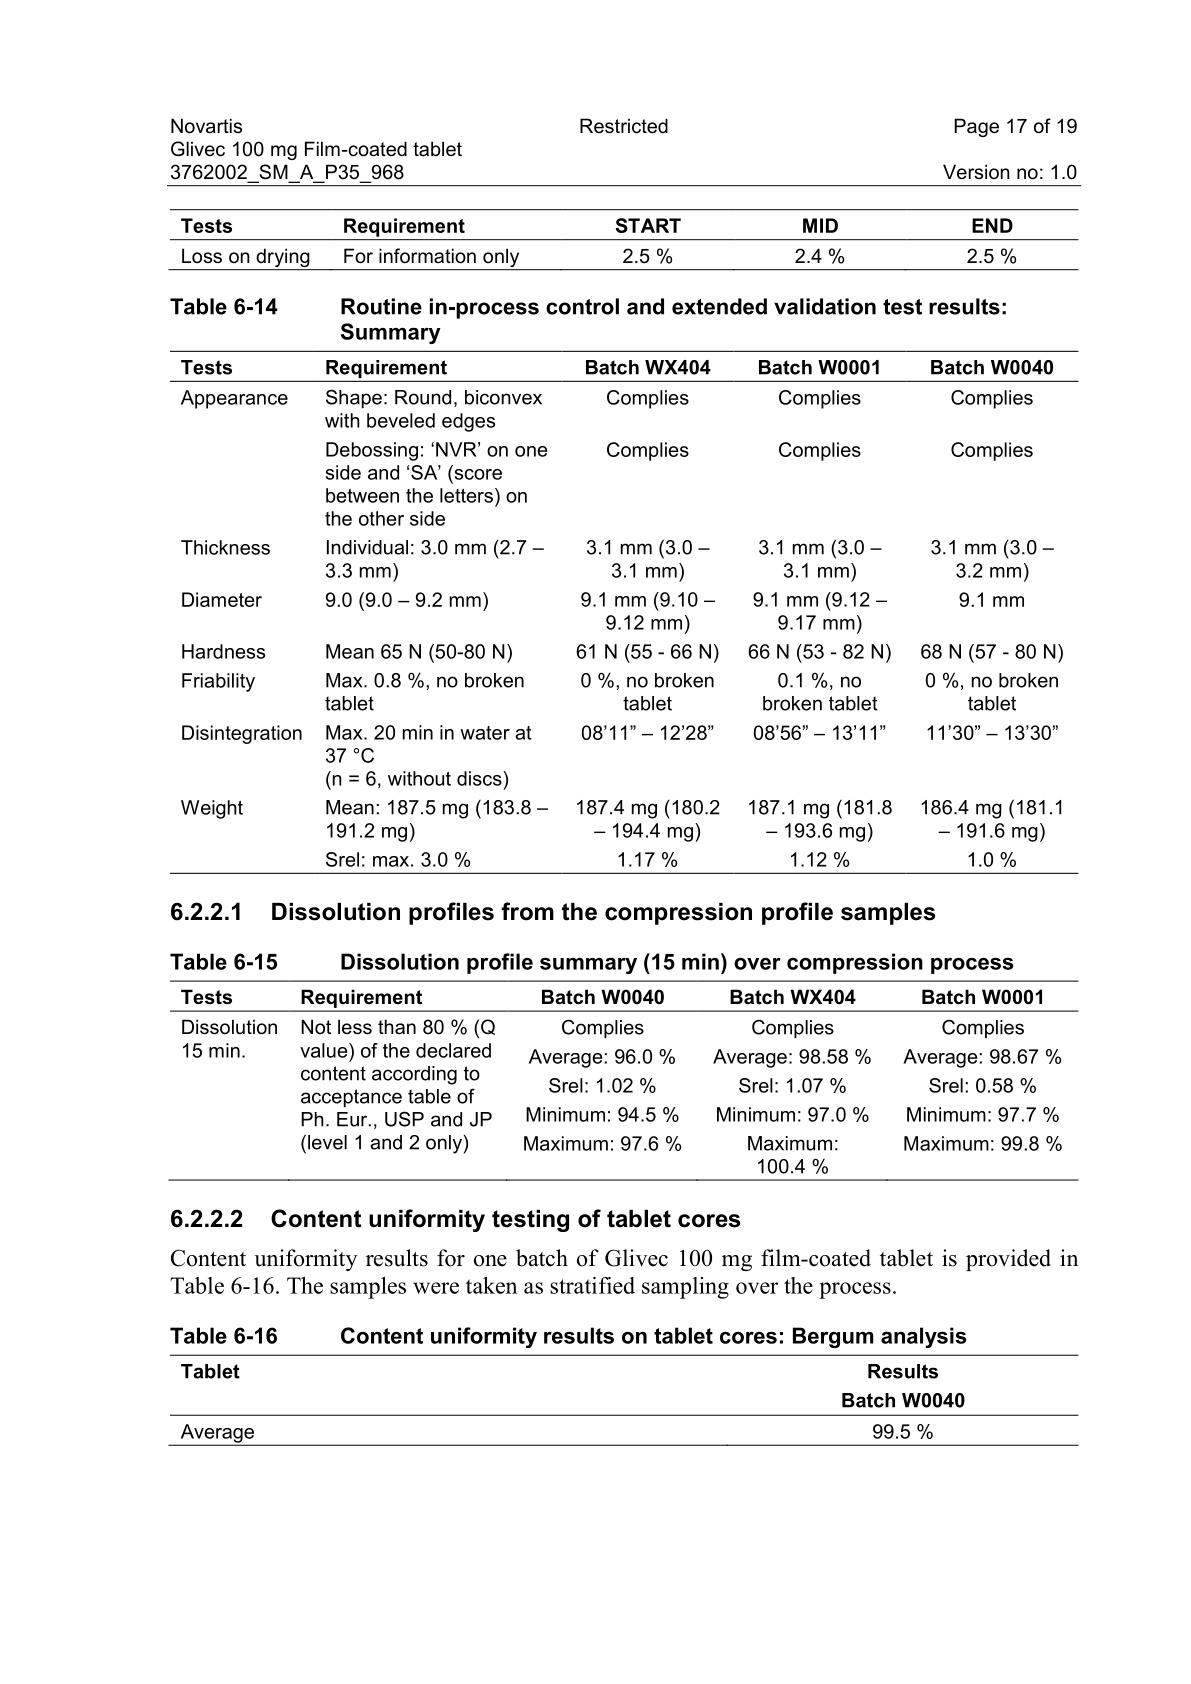 Novartis Restricted Page 17 of 19
Glivec 100 mg Film-coated tablet
3762002_SM_A_P35_968 Version no: 1.0
Tests Requirement START MID END
Loss on drying For information only 2.5 % 2.4 % 2.5 %
Table 6-14 Routine in-process control and extended validation test results:
Summary
Tests Requirement Batch WX404 Batch W0001 Batch W0040
Appearance Shape: Round, biconvex Complies Complies Complies
with beveled edges
Debossing: ‘NVR’ on one Complies Complies Complies
side and ‘SA’ (score
between the letters) on
the other side
Thickness Individual: 3.0 mm (2.7 – 3.1 mm (3.0 – 3.1 mm (3.0 – 3.1 mm (3.0 –
3.3 mm) 3.1 mm) 3.1 mm) 3.2 mm)
Diameter 9.0 (9.0 – 9.2 mm) 9.1 mm (9.10 – 9.1 mm (9.12 – 9.1 mm
9.12 mm) 9.17 mm)
Hardness Mean 65 N (50-80 N) 61 N (55 - 66 N) 66 N (53 - 82 N) 68 N (57 - 80 N)
Friability Max. 0.8 %, no broken 0 %, no broken 0.1 %, no 0 %, no broken
tablet tablet broken tablet tablet
Disintegration Max. 20 min in water at 08’11” – 12’28” 08’56” – 13’11” 11’30” – 13’30”
37 °C
(n = 6, without discs)
Weight Mean: 187.5 mg (183.8 – 187.4 mg (180.2 187.1 mg (181.8 186.4 mg (181.1
191.2 mg) – 194.4 mg) – 193.6 mg) – 191.6 mg)
Srel: max. 3.0 % 1.17 % 1.12 % 1.0 %
6.2.2.1 Dissolution profiles from the compression profile samples
Table 6-15 Dissolution profile summary (15 min) over compression process
Tests Requirement Batch W0040 Batch WX404 Batch W0001
Dissolution Not less than 80 % (Q Complies Complies Complies
15 min. value) of the declared Average: 96.0 % Average: 98.58 % Average: 98.67 %
content according to Srel: 1.02 % Srel: 1.07 % Srel: 0.58 %
acceptance table of Minimum: 94.5 % Minimum: 97.0 % Minimum: 97.7 %
Ph. Eur., USP and JP Maximum: 97.6 % Maximum: Maximum: 99.8 %
(level 1 and 2 only) 100.4 %
6.2.2.2 Content uniformity testing of tablet cores
Content uniformity results for one batch of Glivec 100 mg film-coated tablet is provided in
Table 6-16. The samples were taken as stratified sampling over the process.
Table 6-16 Content uniformity results on tablet cores: Bergum analysis
Tablet Results
Batch W0040
Average 99.5 %